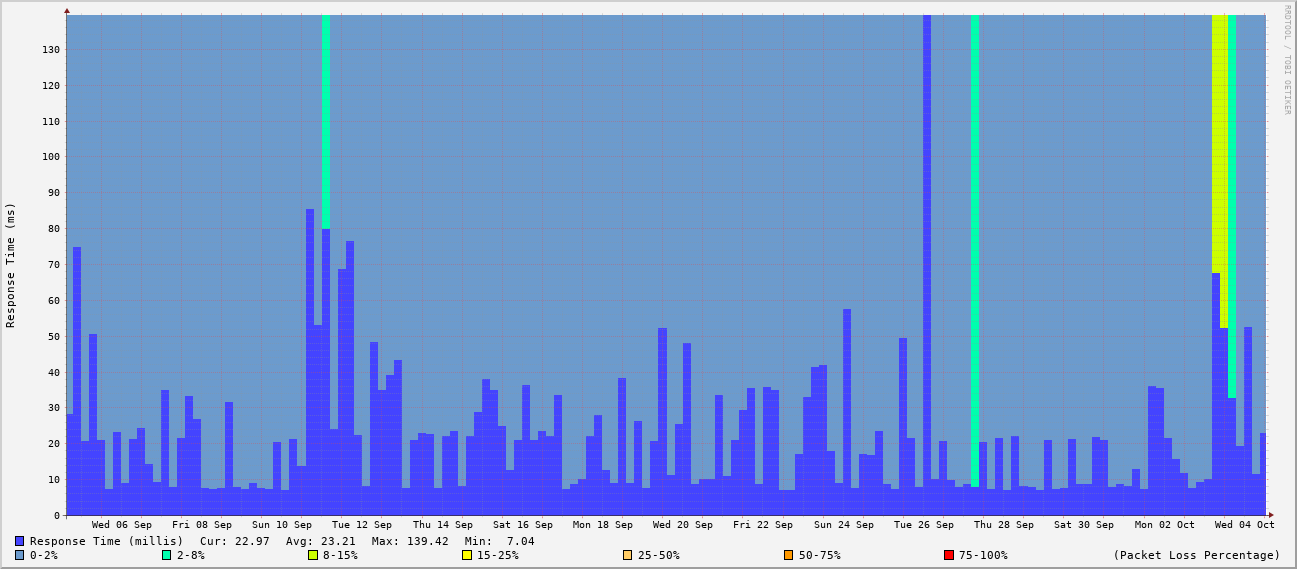 RRDTOOL / TOBI OETIKER
Response Time (ms)
130
120
110
100
90
80
70
60
50
40
30
20
10
0
Wed 06 Sep Fri 08 Sep Sun 10 Sep Tue 12 Sep Thu 14 Sep Sat 16 Sep Mon 18 Sep Wed 20 Sep Fri 22 Sep Sun 24 Sep Tue 26 Sep Thu 28 Sep Sat 30 Sep Mon 02 Oct Wed 04 Oct
Response Time (millis) Cur: 22.97 Avg: 23.21 Max: 139.42 Min: 7.04
0-2% 2-8% 8-15% 15-25% 25-50% 50-75% 75-100% (Packet Loss Percentage)